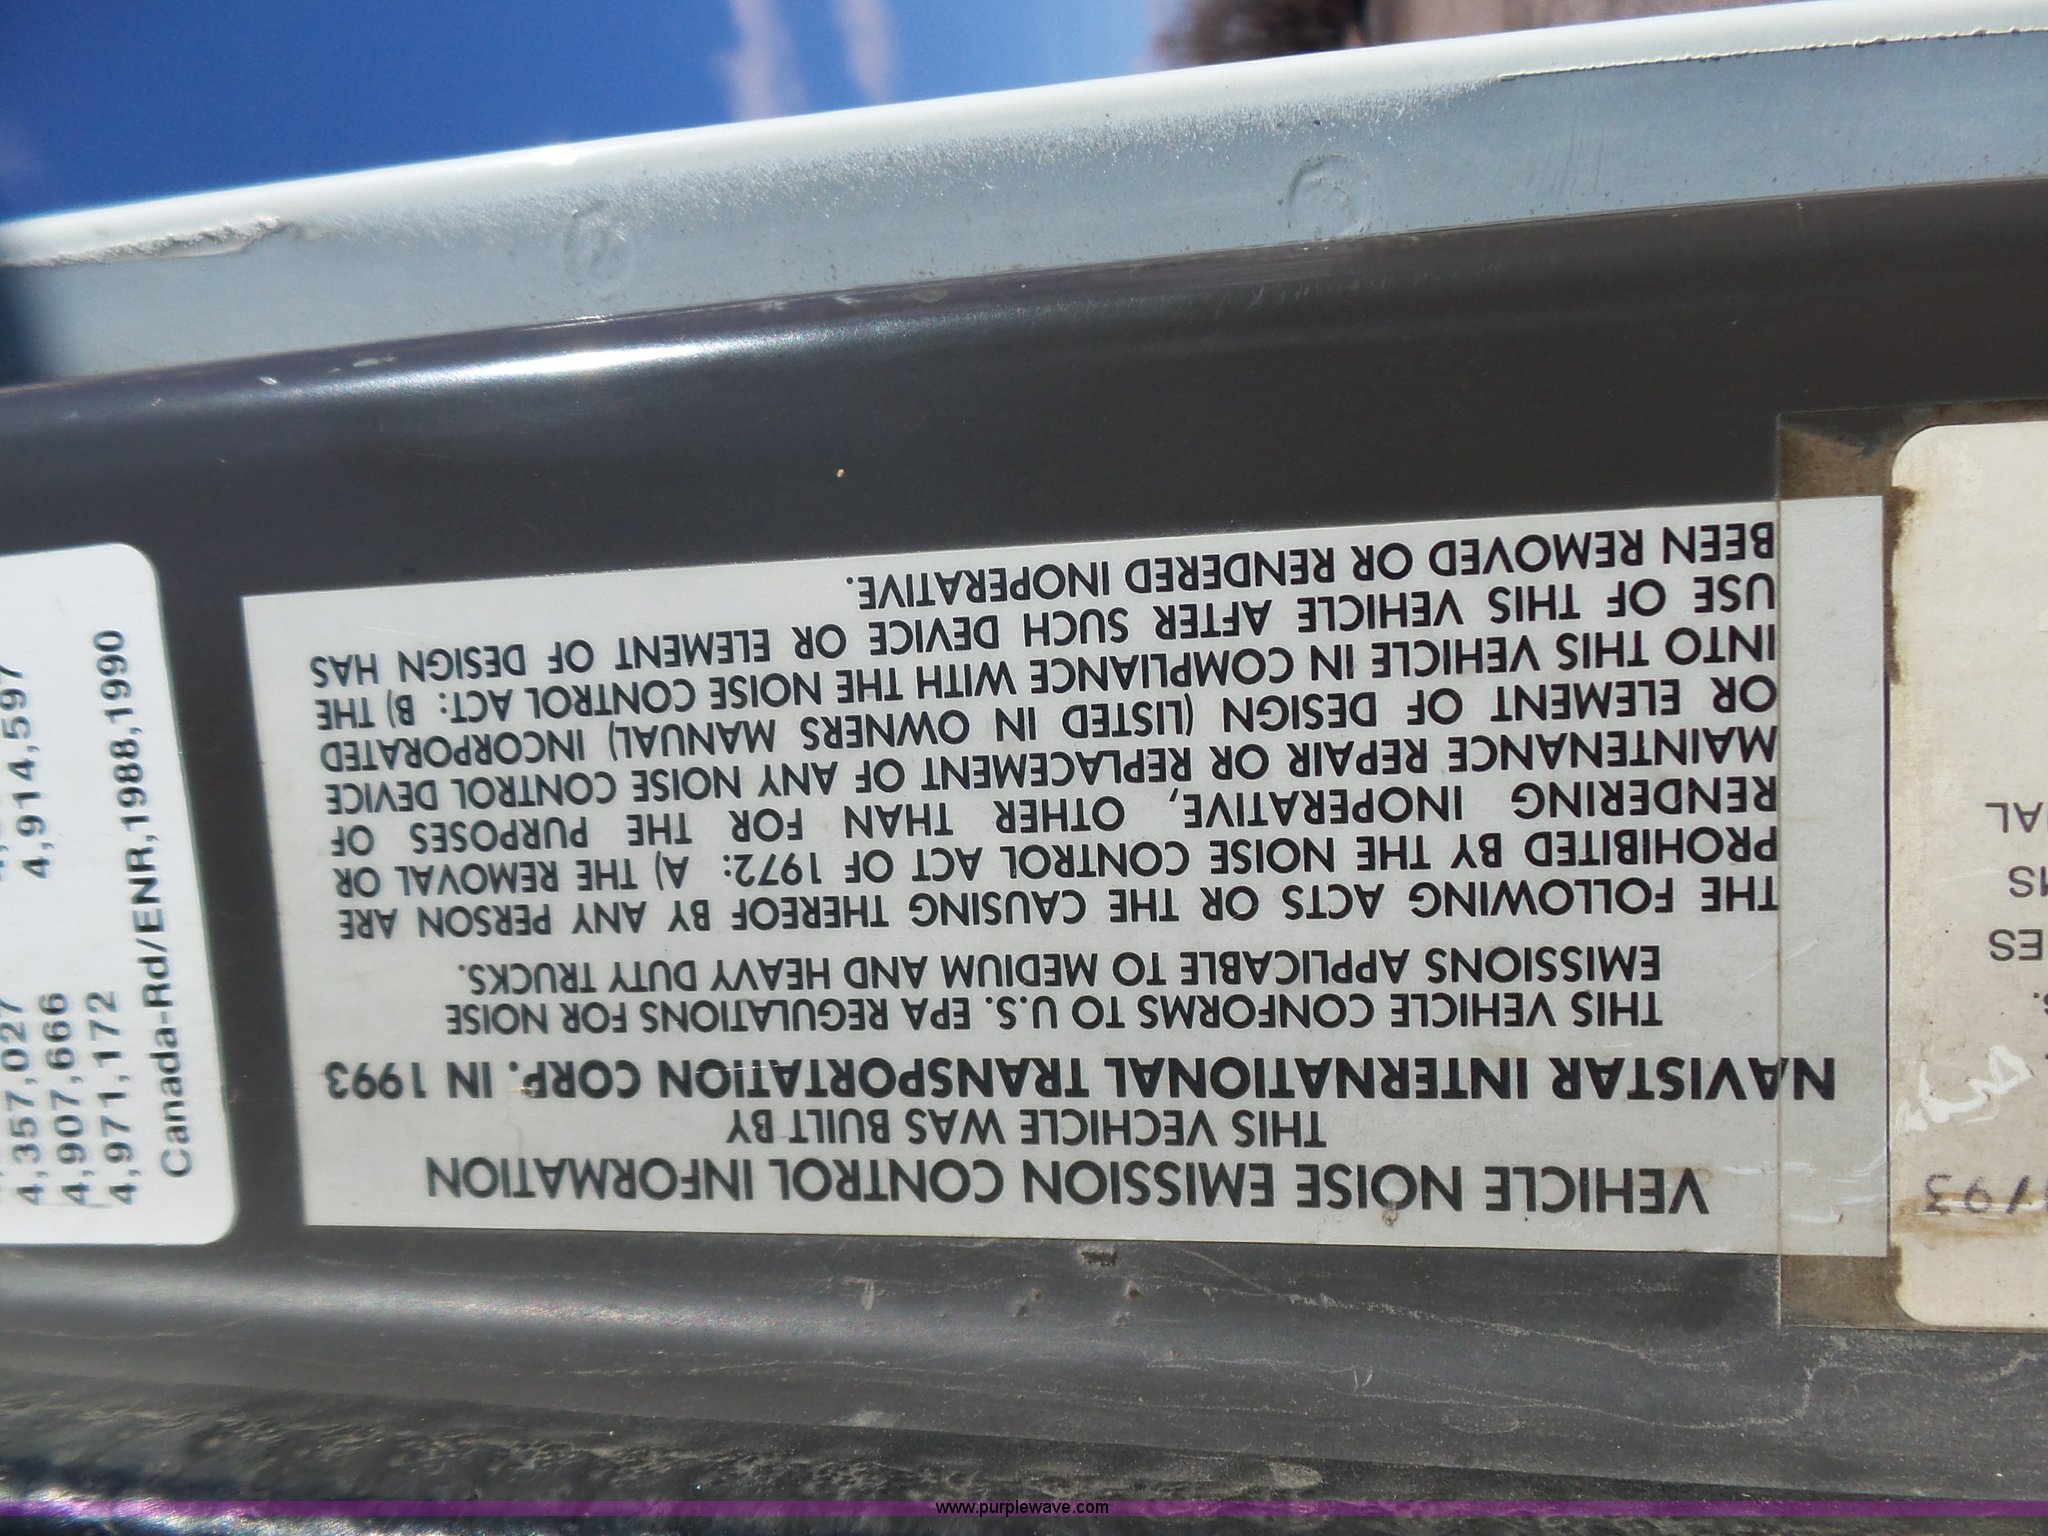 VEHICLE NOISE EMISSION CONTROL INFORMATION
THIS VECHICLE WAS BUILT BY
NAVISTAR INTERNATIONAL TRANSPORTATION CORP. IN 1993
THIS VEHICLE CONFORMS TO U.S. EPA REGULATIONS FOR NOISE
EMISSIONS APPLICABLE TO MEDIUM AND HEAVY DUTY TRUCKS.
THE FOLLOWING ACTS OR THE CAUSING THEREOF BY ANY PERSON ARE
PROHIBITED BY THE NOISE CONTROL ACT OF 1972: A) THE REMOVAL OR
RENDERING INOPERATIVE, OTHER THAN FOR THE PURPOSES OF
MAINTENANCE REPAIR OR REPLACEMENT OF ANY NOISE CONTROL DEVICE
OR ELEMENT OF DESIGN (LISTED IN OWNERS MANUAL) INCORPORATED
INTO THIS VEHICLE IN COMPLIANCE WITH THE NOISE CONTROL ACT: B) THE
USE OF THIS VEHICLE AFTER SUCH DEVICE OR ELEMENT OF DESIGN HAS
BEEN REMOVED OR RENDERED INOPERATIVE.
4,357,027
4,907,666
4,914,597
4,971,172
Canada-Rd/ENR,1988,1990
www.purplewave.com